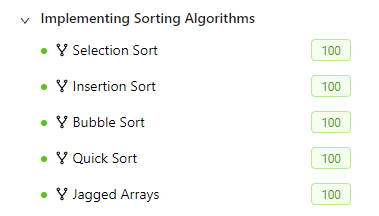 Implementing Sorting Algorithms
Selection Sort 100
Insertion Sort 100
Bubble Sort 100
Quick Sort 100
Jagged Arrays 100